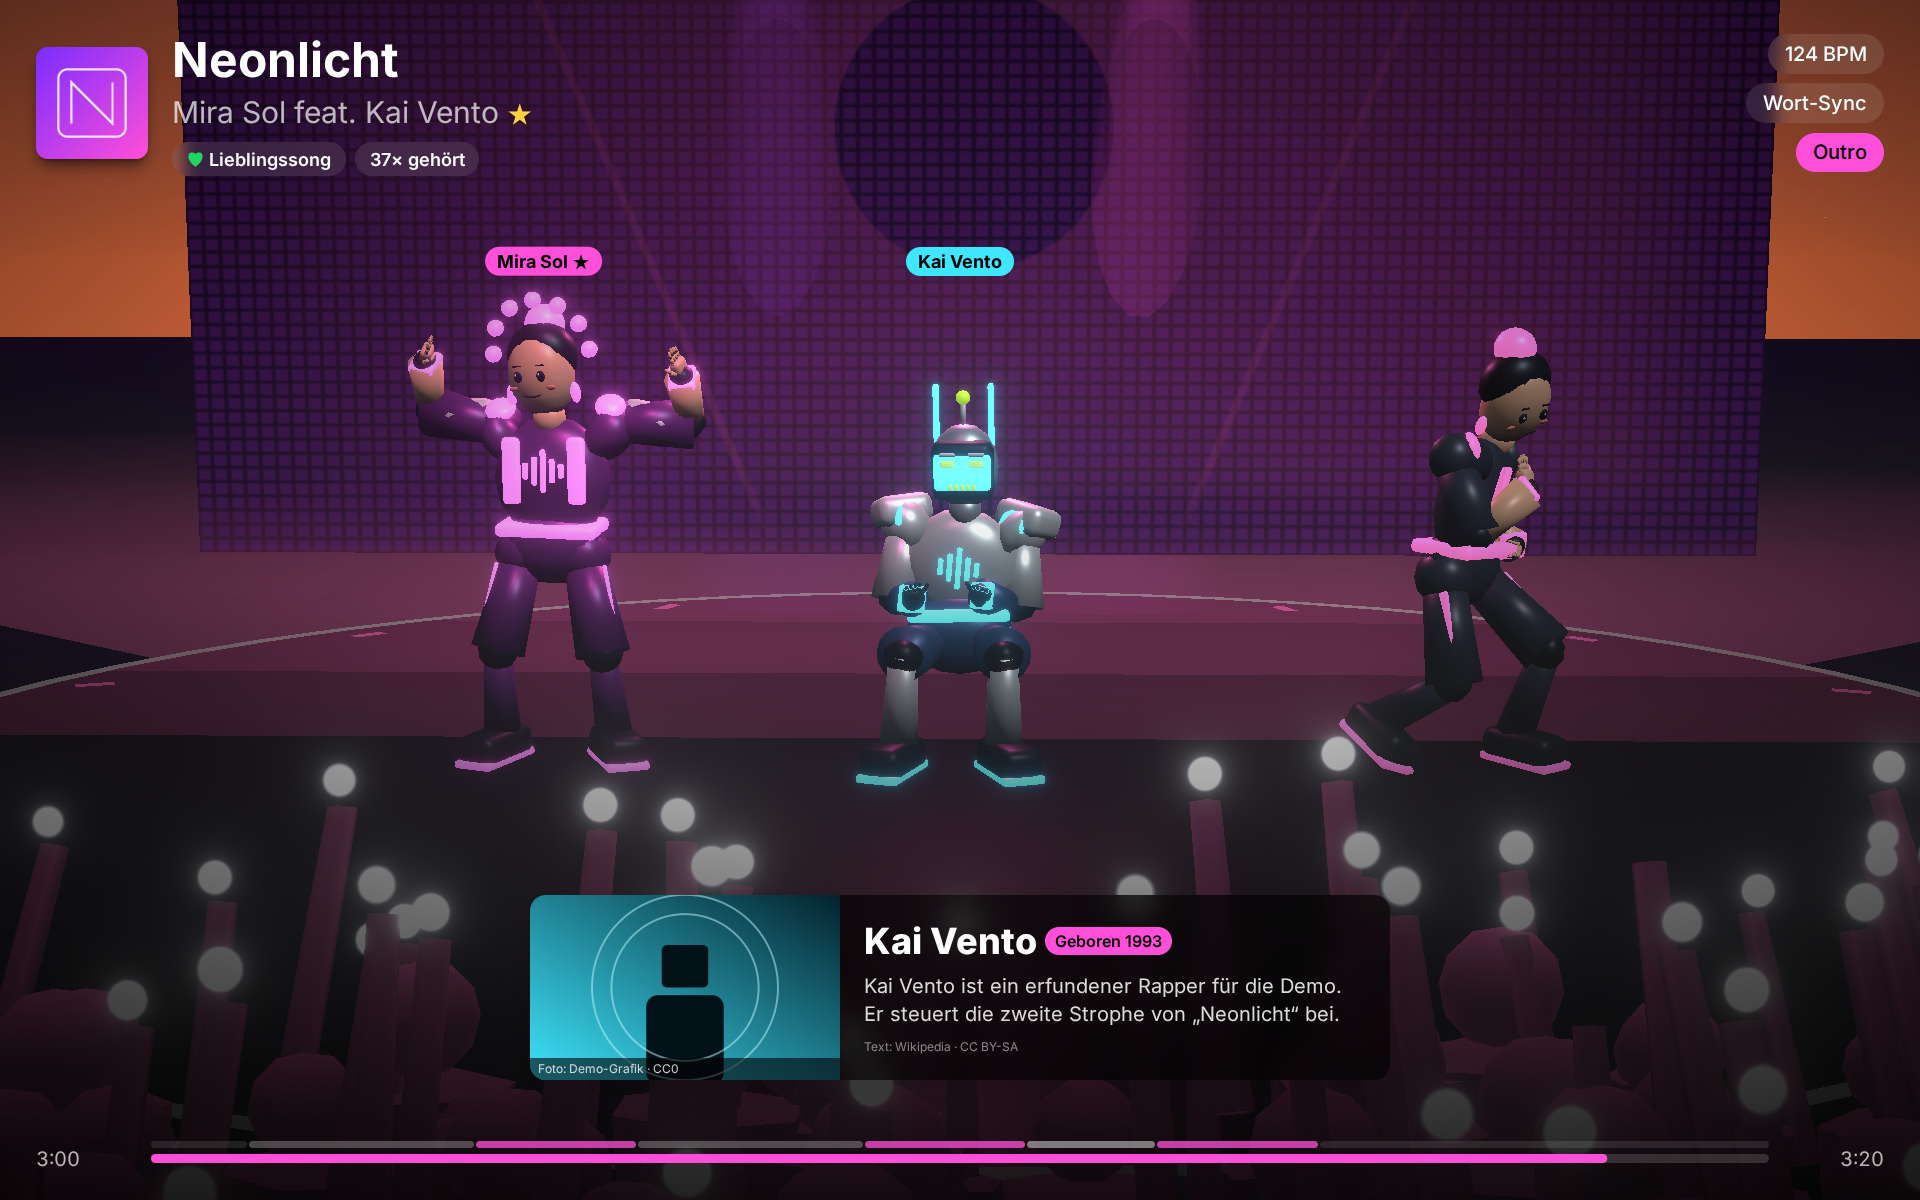 N
Neonlicht
Mira Sol feat. Kai Vento ★
Lieblingssong
37× gehört
124 BPM
Wort-Sync
Outro
Mira Sol ★
Kai Vento
Kai Vento
Geboren 1993
Kai Vento ist ein erfundener Rapper für die Demo.
Er steuert die zweite Strophe von „Neonlicht“ bei.
Text: Wikipedia · CC BY-SA
Foto: Demo-Grafik · CC0
3:00
3:20